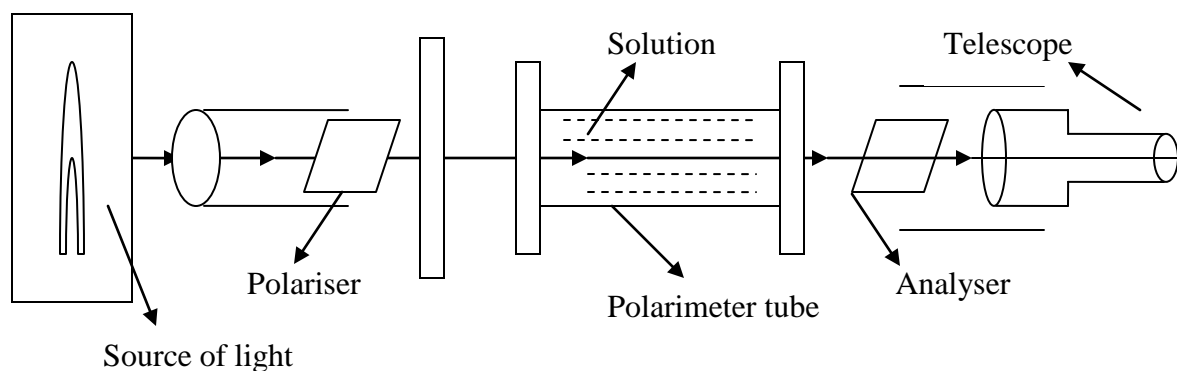 Solution
Telescope
Polariser
Polarimeter tube
Analyser
Source of light